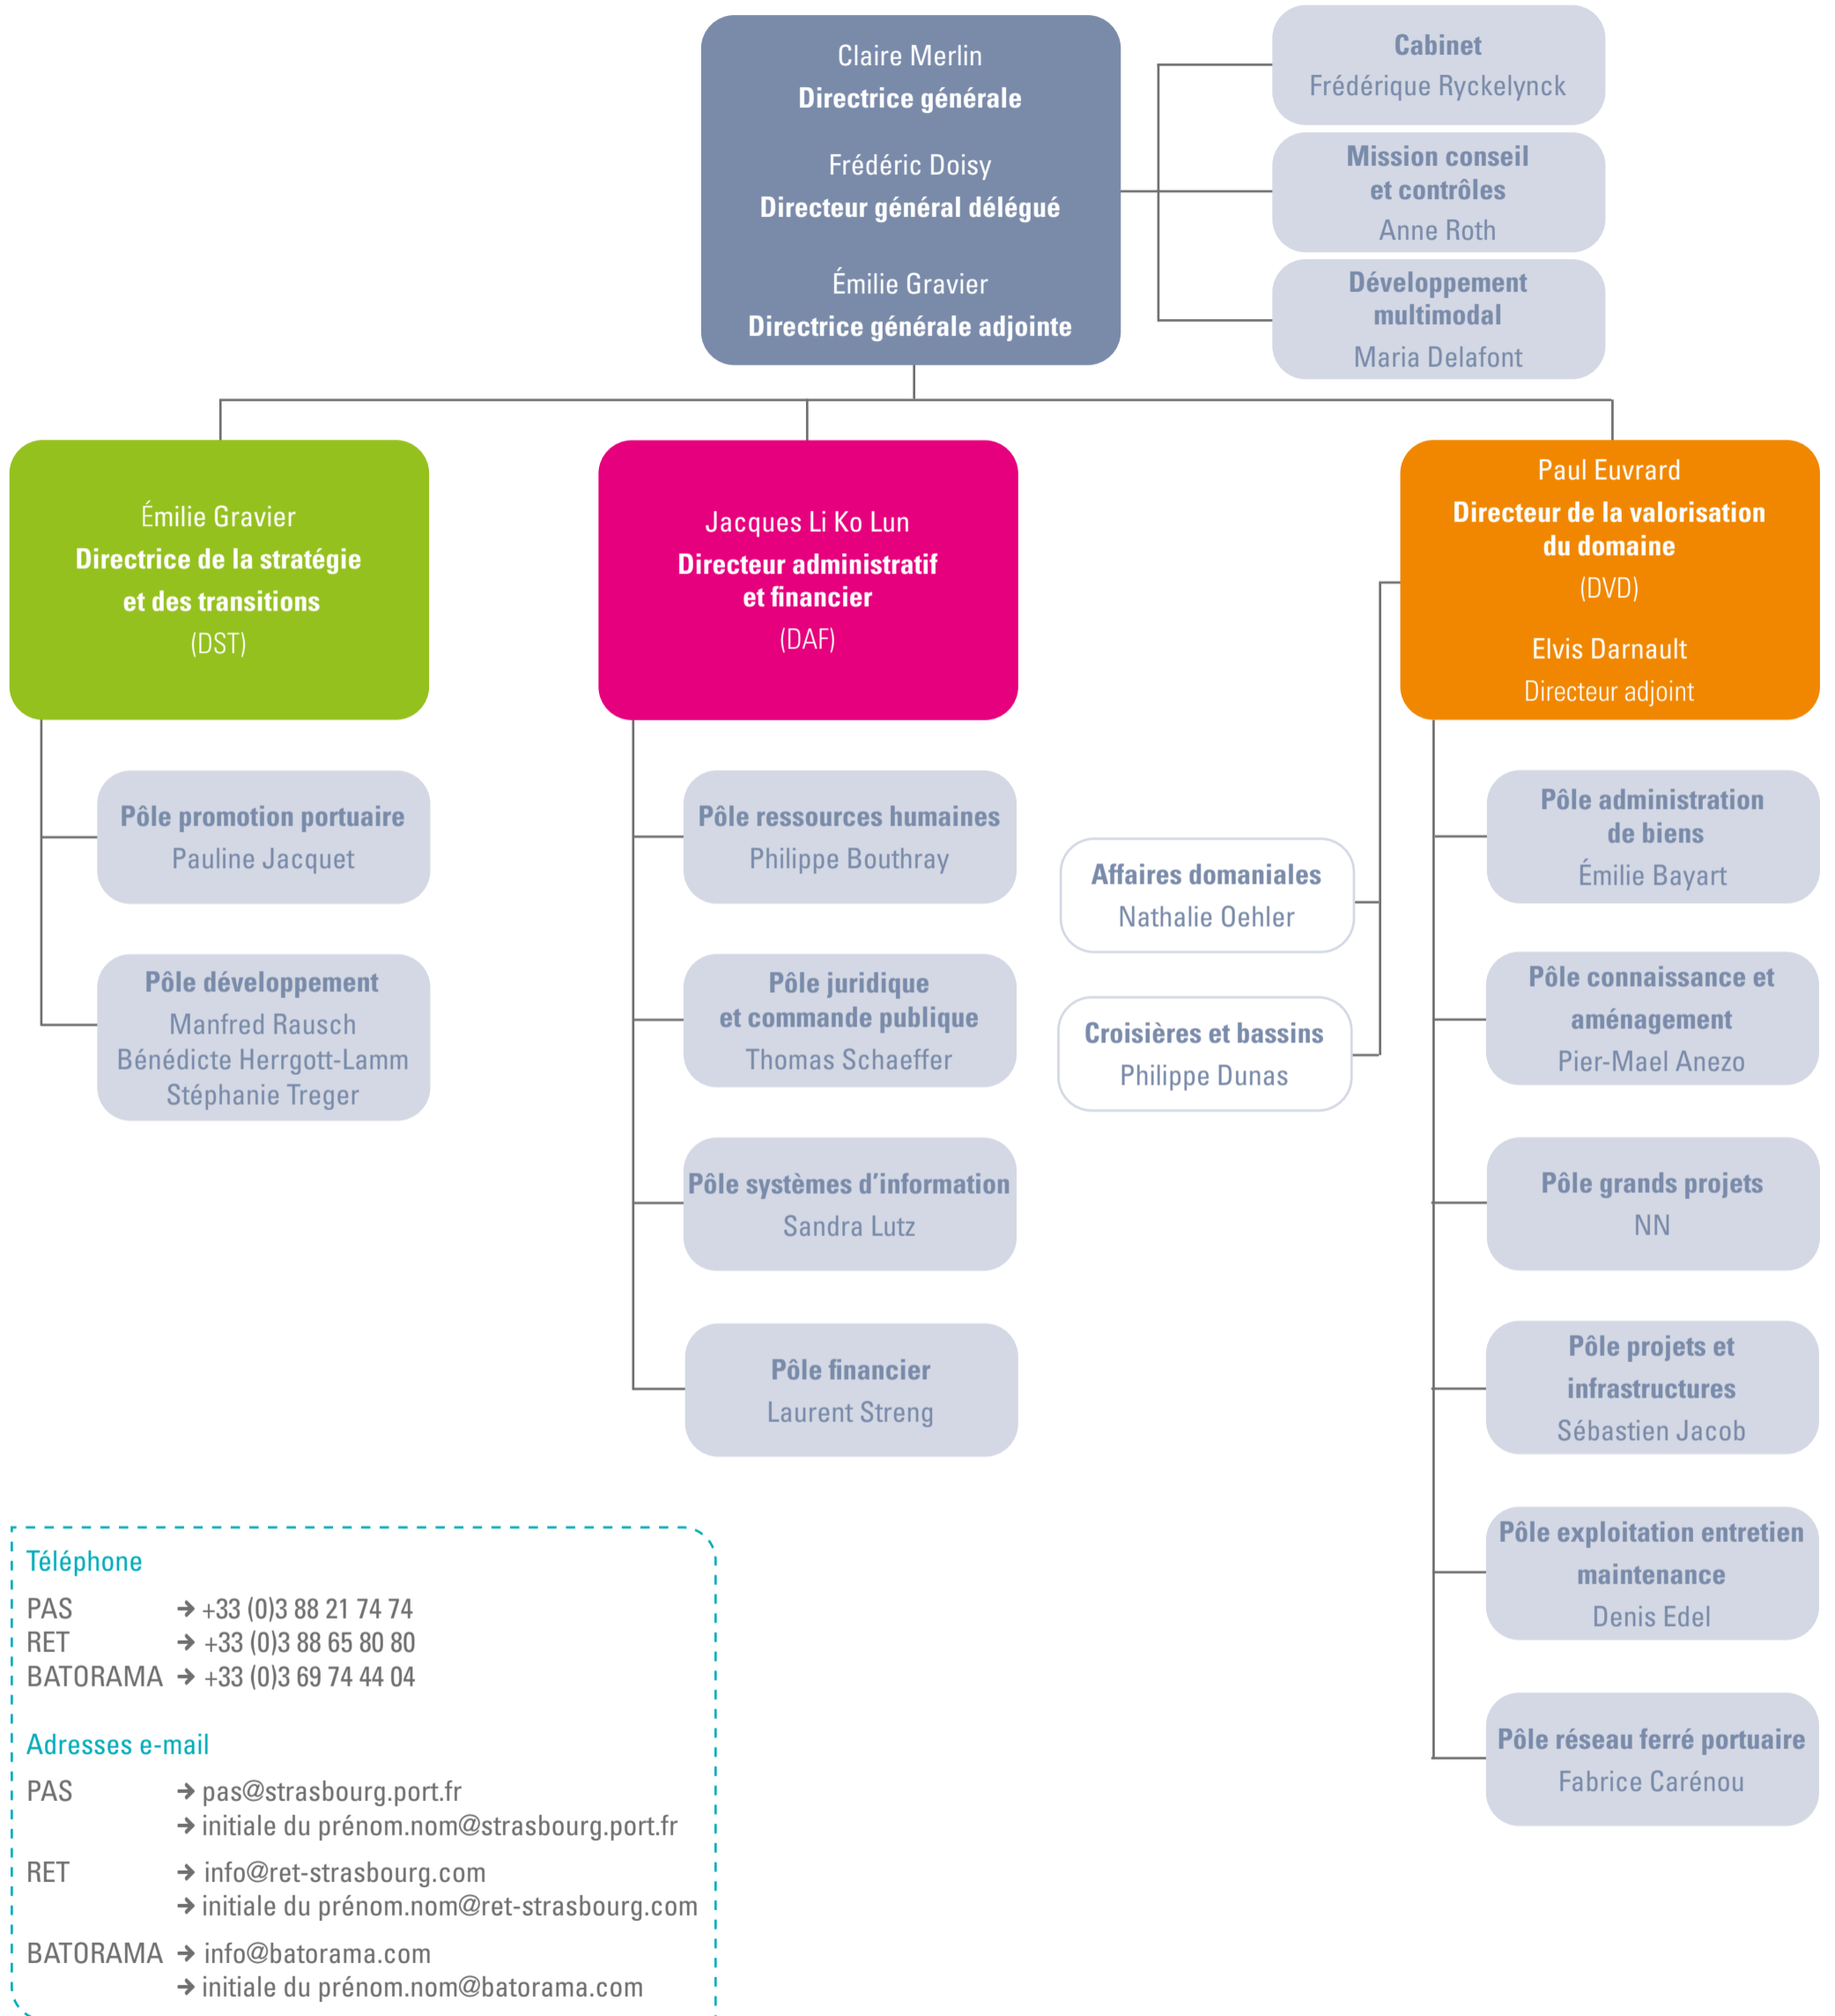 Claire Merlin
Directrice générale
Frédéric Doisy
Directeur général délégué
Émilie Gravier
Directrice générale adjointe
Cabinet
Frédérique Ryckelynck
Mission conseil
et contrôles
Anne Roth
Développement
multimodal
Maria Delafont
Émilie Gravier
Directrice de la stratégie
et des transitions
(DST)
Pôle promotion portuaire
Pauline Jacquet
Pôle développement
Manfred Rausch
Bénédicte Herrgott-Lamm
Stéphanie Treger
Jacques Li Ko Lun
Directeur administratif
et financier
(DAF)
Pôle ressources humaines
Philippe Bouthray
Pôle juridique
et commande publique
Thomas Schaeffer
Pôle systèmes d'information
Sandra Lutz
Pôle financier
Laurent Streng
Paul Euvrard
Directeur de la valorisation
du domaine
(DVD)
Elvis Darnault
Directeur adjoint
Affaires domaniales
Nathalie Oehler
Croisières et bassins
Philippe Dunas
Pôle administration
de biens
Émilie Bayart
Pôle connaissance et
aménagement
Pier-Mael Anezo
Pôle grands projets
NN
Pôle projets et
infrastructures
Sébastien Jacob
Pôle exploitation entretien
maintenance
Denis Edel
Pôle réseau ferré portuaire
Fabrice Carénou
Téléphone
PAS → +33 (0)3 88 21 74 74
RET → +33 (0)3 88 65 80 80
BATORAMA → +33 (0)3 69 74 44 04
Adresses e-mail
PAS → pas@strasbourg.port.fr
→ initiale du prénom.nom@strasbourg.port.fr
RET → info@ret-strasbourg.com
→ initiale du prénom.nom@ret-strasbourg.com
BATORAMA → info@batorama.com
→ initiale du prénom.nom@batorama.com